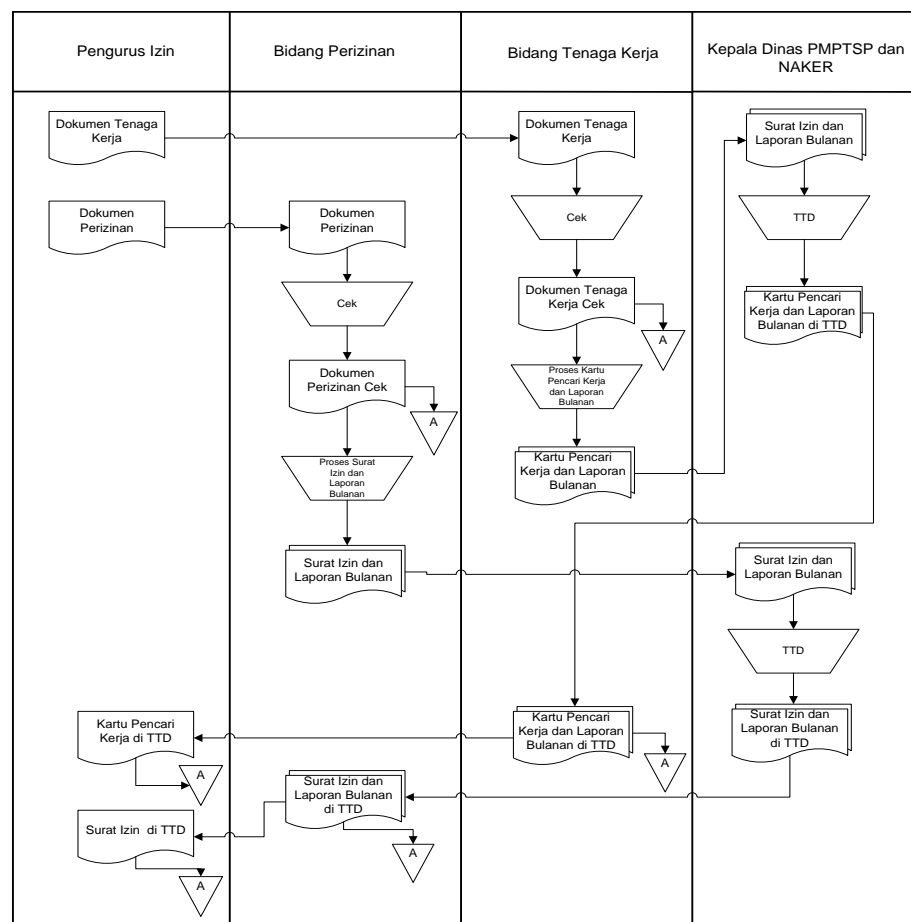 Pengurus Izin
Bidang Perizinan
Bidang Tenaga Kerja
Kepala Dinas PMPTSP dan
NAKER
Dokumen Tenaga
Kerja
Dokumen Tenaga
Kerja
Surat Izin dan
Laporan Bulanan
Dokumen
Perizinan
Dokumen
Perizinan
Cek
TTD
Cek
Dokumen Tenaga
Kerja Cek
A
Kartu Pencari
Kerja dan Laporan
Bulanan di TTD
Dokumen
Perizinan Cek
A
Proses Kartu
Pencari Kerja
dan Laporan
Bulanan
Proses Surat
Izin dan
Laporan
Bulanan
Kartu Pencari
Kerja dan Laporan
Bulanan
Surat Izin dan
Laporan Bulanan
Surat Izin dan
Laporan Bulanan
TTD
Kartu Pencari
Kerja di TTD
A
Kartu Pencari
Kerja dan Laporan
Bulanan di TTD
A
Surat Izin dan
Laporan Bulanan
di TTD
Surat Izin dan
Laporan Bulanan
di TTD
A
Surat Izin di TTD
A